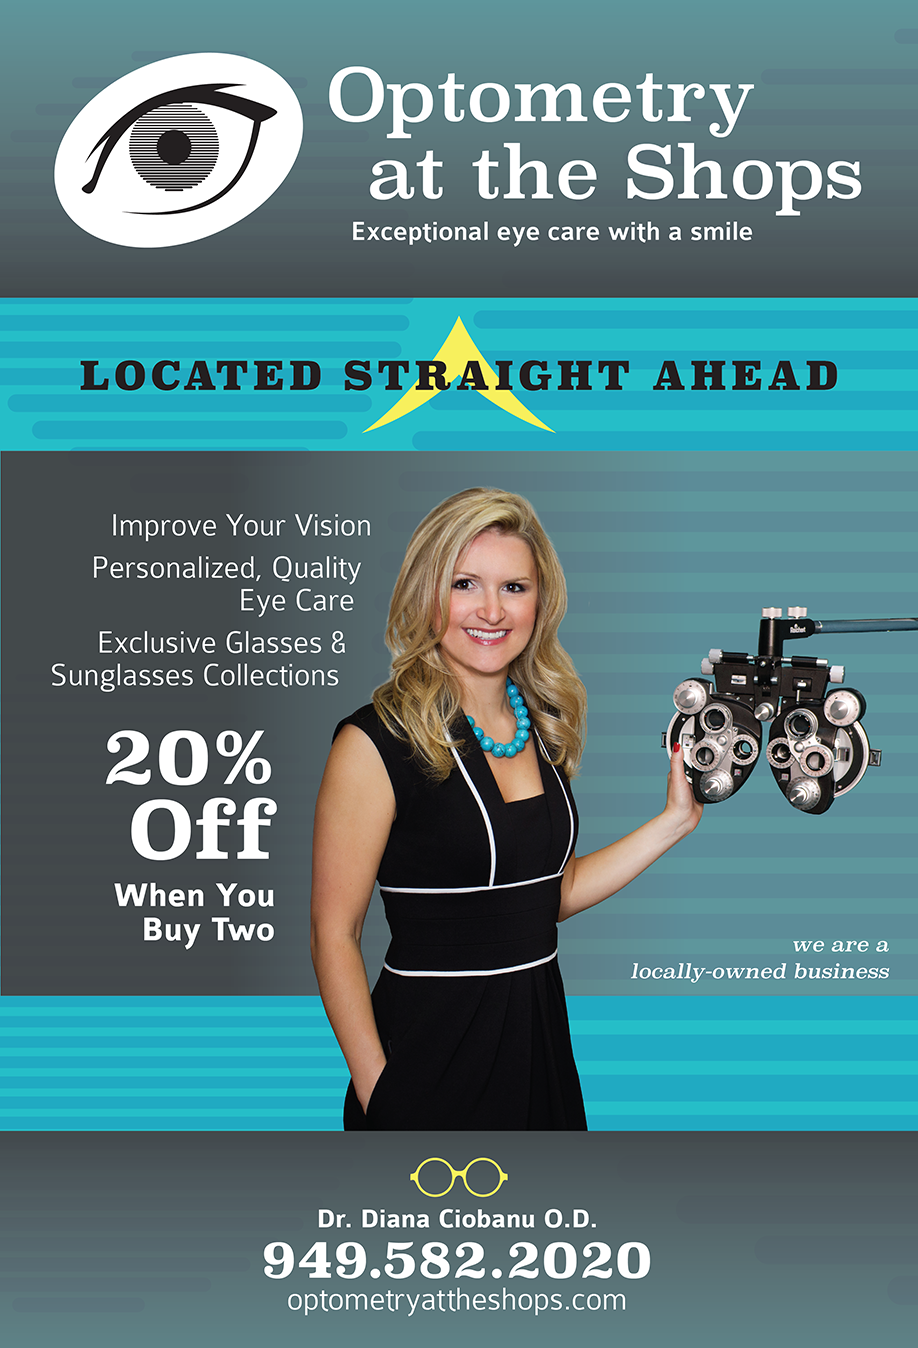 Optometry
at the Shops
Exceptional eye care with a smile
LOCATED STRAIGHT AHEAD
Improve Your Vision
Personalized, Quality
Eye Care
Exclusive Glasses &
Sunglasses Collections
20%
Off
When You
Buy Two
Reichert
we are a
locally-owned business
Dr. Diana Ciobanu O.D.
949.582.2020
optometryattheshops.com